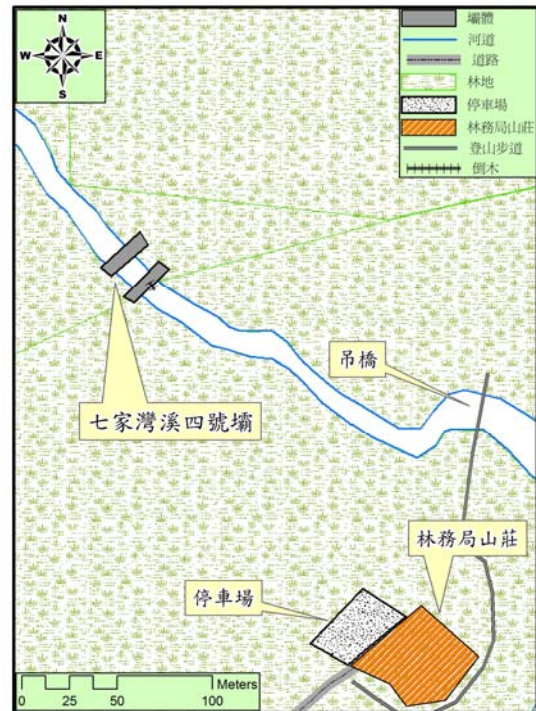 N
W E
S
壩體
河道
道路
林地
停車場
林務局山莊
登山步道
倒木
吊橋
七家灣溪四號壩
林務局山莊
停車場
Meters
0 25 50 100